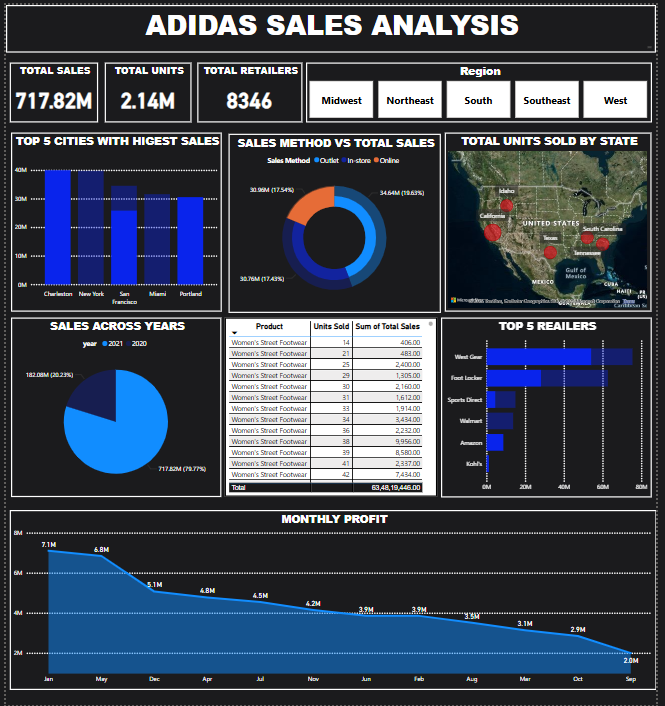 ADIDAS SALES ANALYSIS
TOTAL SALES
717.82M
TOTAL UNITS
2.14M
TOTAL RETAILERS
8346
Region
Midwest
Northeast
South
Southeast
West
TOP 5 CITIES WITH HIGEST SALES
40M
30M
20M
10M
0M
Charleston
New York
San Francisco
Miami
Portland
SALES METHOD VS TOTAL SALES
Sales Method Outlet In-store Online
30.96M (17.54%)
34.64M (19.63%)
30.76M (17.43%)
TOTAL UNITS SOLD BY STATE
Idaho
California
UNITED STATES
South Carolina
Texas
Tennessee
Gulf of
Mexico
MEXICO
CUBA
HAITI
PR
(US)
GUATEMALA
Caribbean
SALES ACROSS YEARS
year 2021 2020
182.08M (20.23%)
717.82M (79.77%)
Product Units Sold Sum of Total Sales
Women's Street Footwear 14 406.00
Women's Street Footwear 21 483.00
Women's Street Footwear 25 2,400.00
Women's Street Footwear 29 1,305.00
Women's Street Footwear 30 2,160.00
Women's Street Footwear 31 1,612.00
Women's Street Footwear 33 1,914.00
Women's Street Footwear 34 3,434.00
Women's Street Footwear 36 2,232.00
Women's Street Footwear 38 9,956.00
Women's Street Footwear 39 8,580.00
Women's Street Footwear 41 2,337.00
Women's Street Footwear 42 7,434.00
Total 63,48,19,446.00
TOP 5 REAILERS
West Gear
Foot Locker
Sports Direct
Walmart
Amazon
Kohl's
0M 20M 40M 60M 80M
MONTHLY PROFIT
8M
6M
4M
2M
7.1M
6.8M
5.1M
4.8M
4.5M
4.2M
3.9M
3.9M
3.5M
3.1M
2.9M
2.0M
Jan May Dec Apr Jul Nov Jun Feb Aug Mar Oct Sep